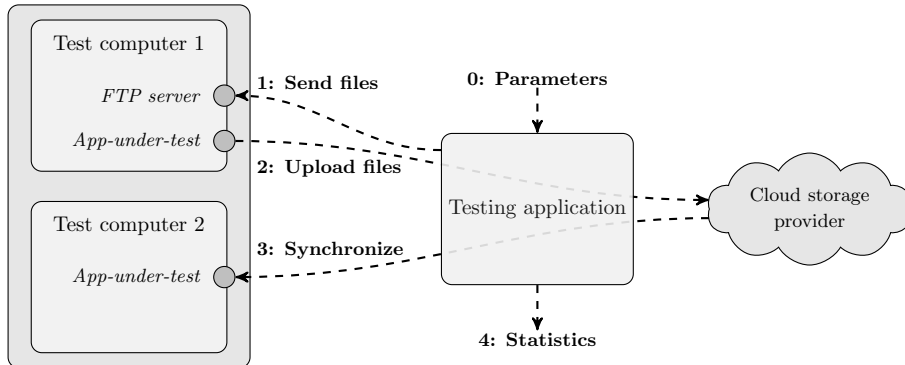 Test computer 1
FTP server
App-under-test
1: Send files
2: Upload files
Test computer 2
App-under-test
3: Synchronize
0: Parameters
Testing application
4: Statistics
Cloud storage
provider